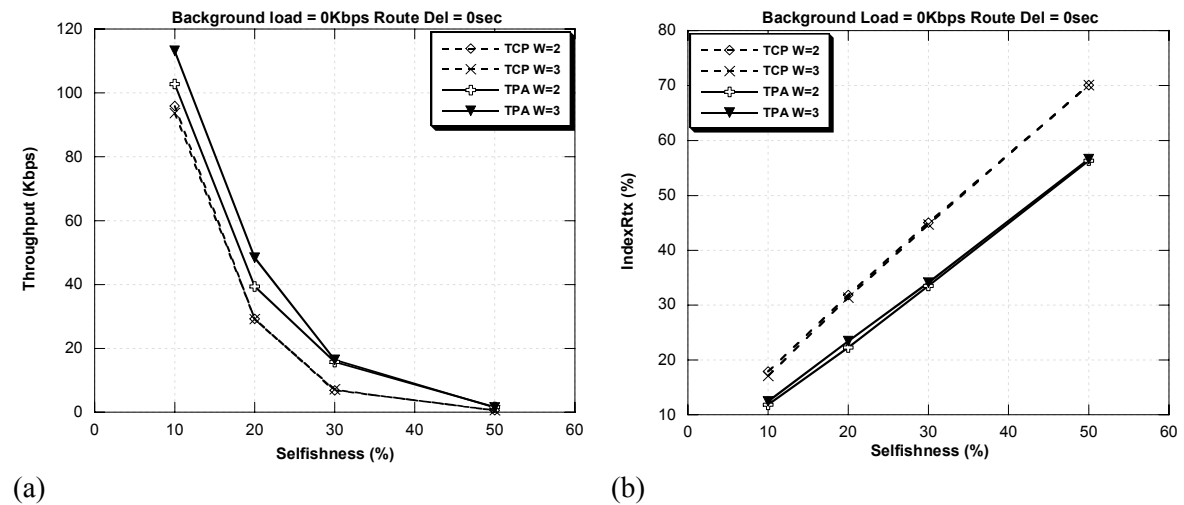 Background load = 0Kbps Route Del = 0sec
120
100
80
60
40
20
0
Throughput (Kbps)
TCP W=2
TCP W=3
TPA W=2
TPA W=3
0 10 20 30 40 50 60
Selfishness (%)
(a)
Background Load = 0Kbps Route Del = 0sec
80
70
60
50
40
30
20
10
IndexRtx (%)
TCP W=2
TCP W=3
TPA W=2
TPA W=3
0 10 20 30 40 50 60
Selfishness (%)
(b)